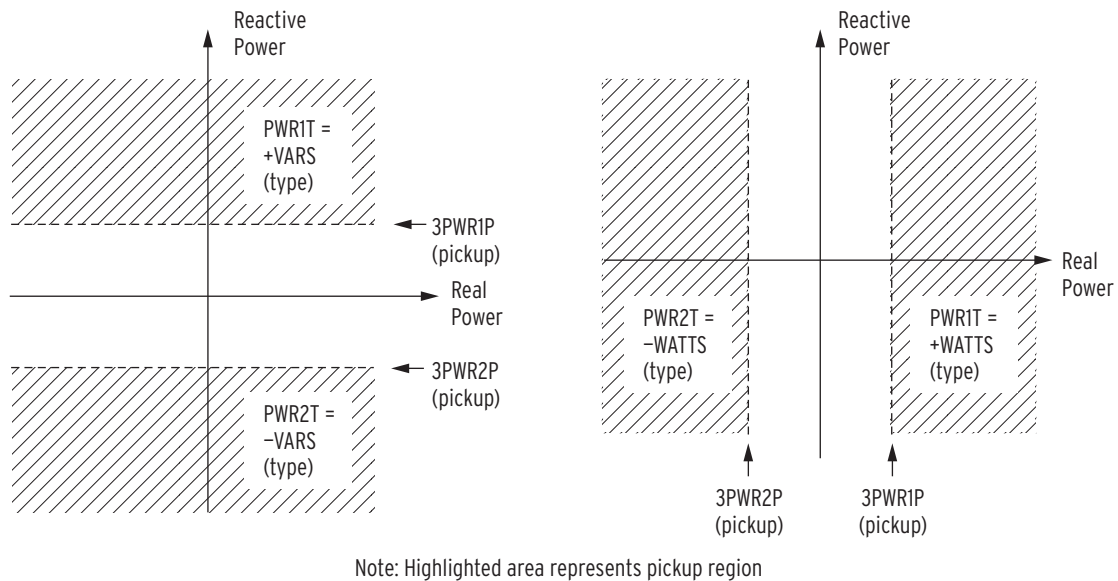 Reactive
Power
PWR1T =
+VARS
(type)
3PWR1P
(pickup)
Real
Power
3PWR2P
(pickup)
PWR2T =
−VARS
(type)
Reactive
Power
Real
Power
PWR2T =
−WATTS
(type)
PWR1T =
+WATTS
(type)
3PWR2P
(pickup)
3PWR1P
(pickup)
Note: Highlighted area represents pickup region